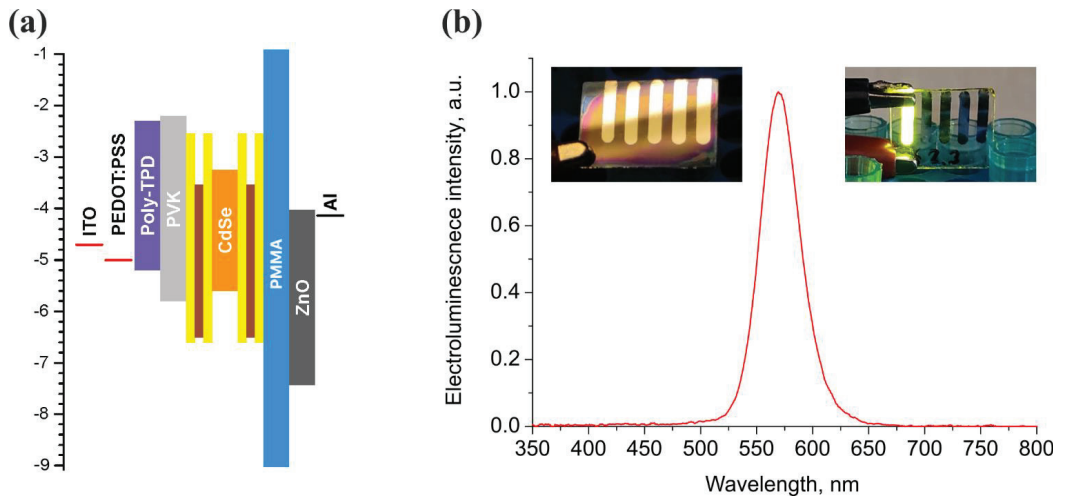 (a)
-1
-2
-3
-4
-5
-6
-7
-8
-9
ITO
PEDOT:PSS
Poly-TPD
PVK
CdSe
PMMA
ZnO
Al
(b)
Electroluminescnece intensity, a.u.
1.0
0.8
0.6
0.4
0.2
0.0
350 400 450 500 550 600 650 700 750 800
Wavelength, nm